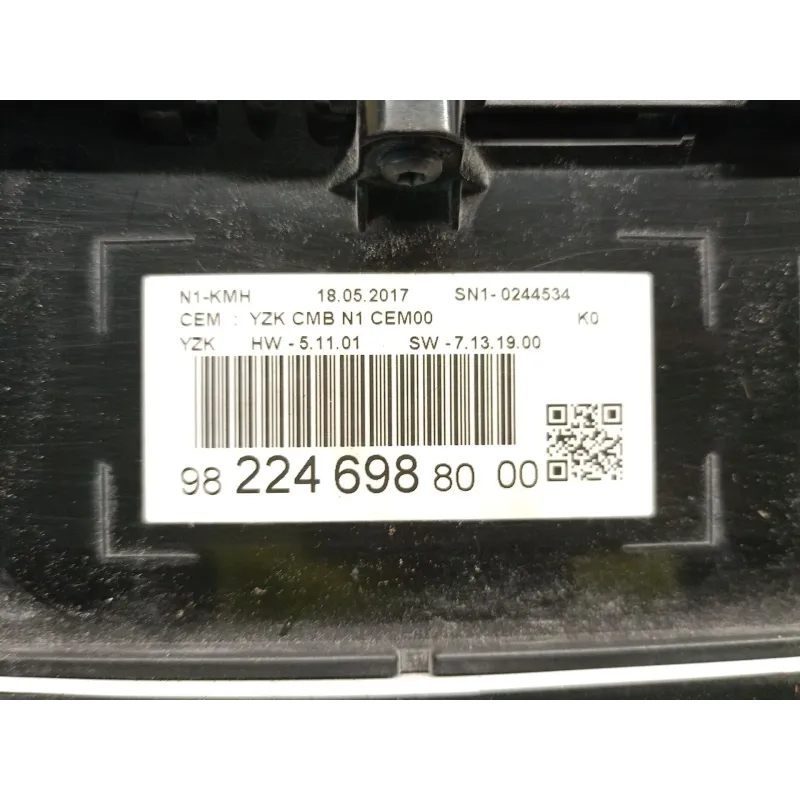 N1-KMH 18.05.2017 SN1-0244534
CEM : YZK CMB N1 CEM00 K0
YZK HW - 5.11.01 SW - 7.13.19.00
98 224 698 80 00